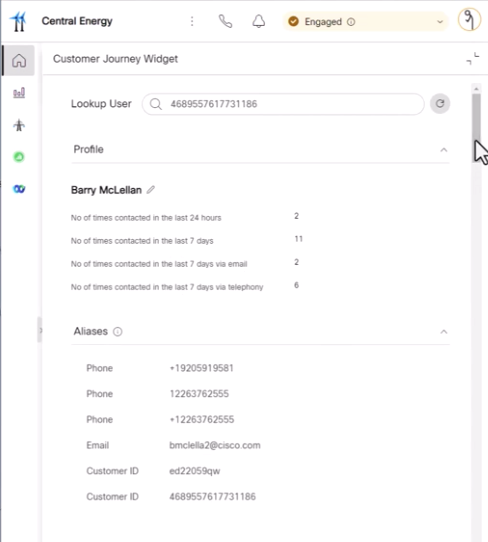 Central Energy
Engaged
Customer Journey Widget
Lookup User 4689557617731186
Profile
Barry McLellan
No of times contacted in the last 24 hours 2
No of times contacted in the last 7 days 11
No of times contacted in the last 7 days via email 2
No of times contacted in the last 7 days via telephony 6
Aliases
Phone +19205919581
Phone 12263762555
Phone +12263762555
Email bmclella2@cisco.com
Customer ID ed22059qw
Customer ID 4689557617731186